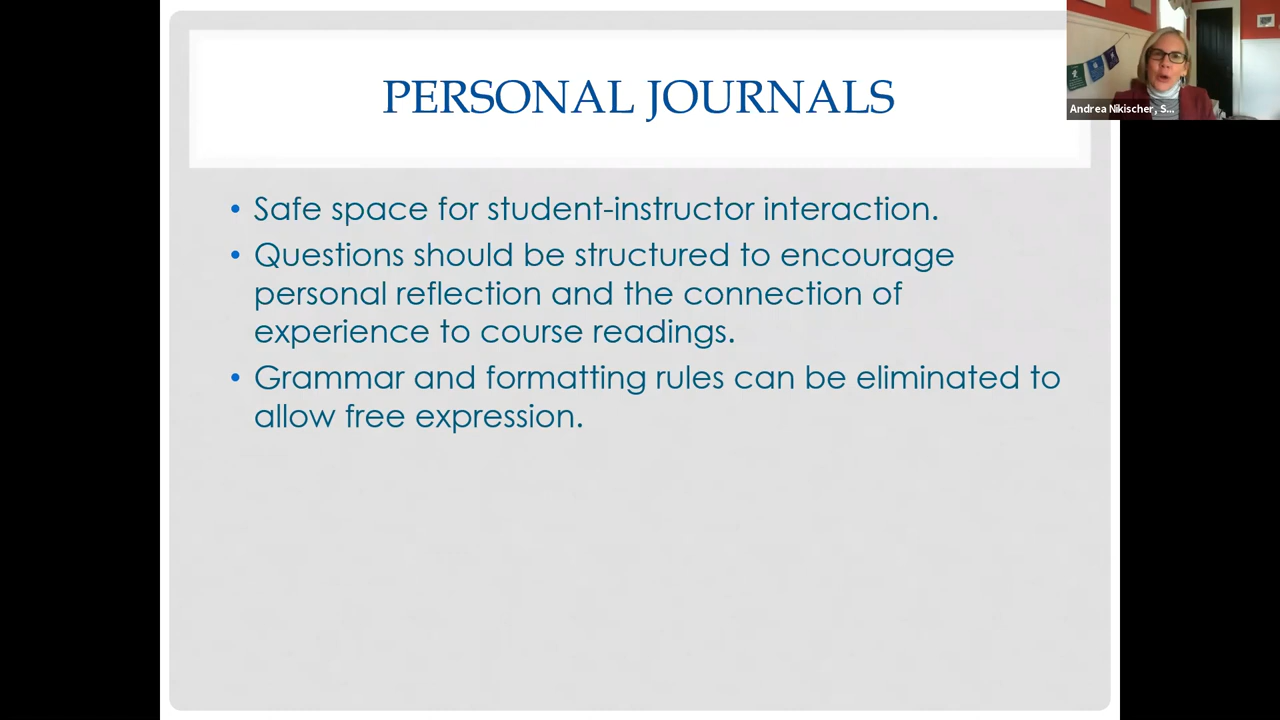 PERSONAL JOURNALS
Andrea Nikischer, S...
• Safe space for student-instructor interaction.
• Questions should be structured to encourage
personal reflection and the connection of
experience to course readings.
• Grammar and formatting rules can be eliminated to
allow free expression.